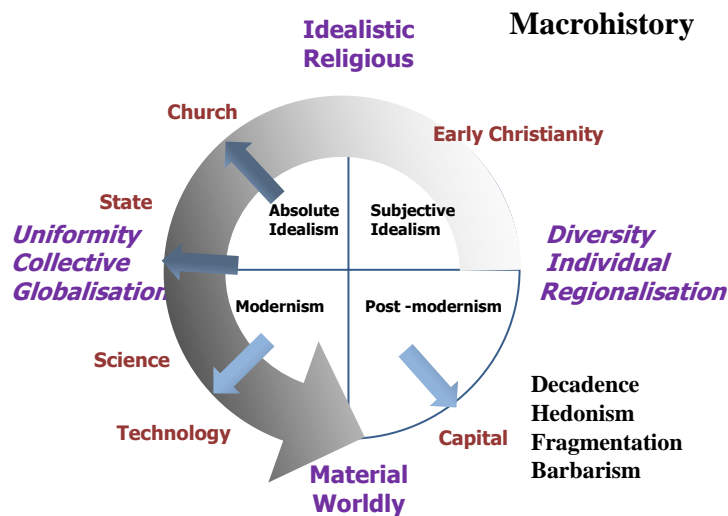 Macrohistory
Idealistic
Religious
Church
Early Christianity
State
Absolute
Idealism
Subjective
Idealism
Uniformity
Collective
Globalisation
Diversity
Individual
Regionalisation
Modernism
Post -modernism
Science
Technology
Capital
Decadence
Hedonism
Fragmentation
Barbarism
Material
Worldly